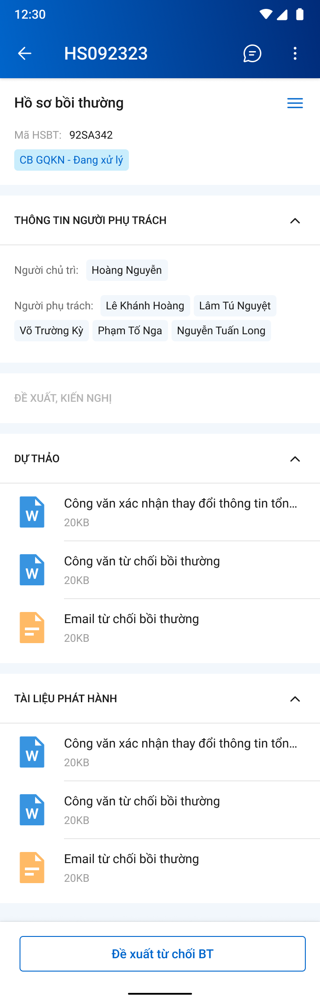 12:30
HS092323
Hồ sơ bồi thường
Mã HSBT: 92SA342
CB GQKN - Đang xử lý
THÔNG TIN NGƯỜI PHỤ TRÁCH
Người chủ trì: Hoàng Nguyễn
Người phụ trách: Lê Khánh Hoàng Lâm Tú Nguyệt
Võ Trường Kỳ Phạm Tố Nga Nguyễn Tuấn Long
ĐỀ XUẤT, KIẾN NGHỊ
DỰ THẢO
W
Công văn xác nhận thay đổi thông tin tổn...
20KB
W
Công văn từ chối bồi thường
20KB
Email từ chối bồi thường
20KB
TÀI LIỆU PHÁT HÀNH
W
Công văn xác nhận thay đổi thông tin tổn...
20KB
W
Công văn từ chối bồi thường
20KB
Email từ chối bồi thường
20KB
Đề xuất từ chối BT